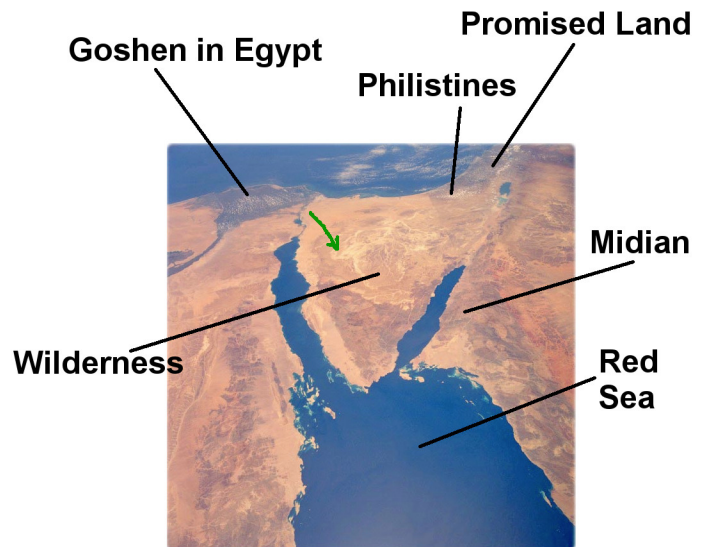 Promised Land
Goshen in Egypt
Philistines
Midian
Wilderness
Red
Sea